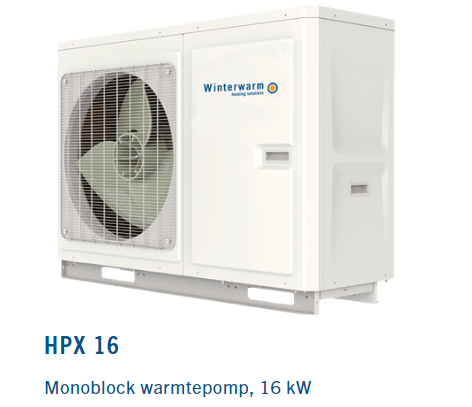 Winterwarm
heating solutions
HPX 16
Monoblock warmtepomp, 16 kW